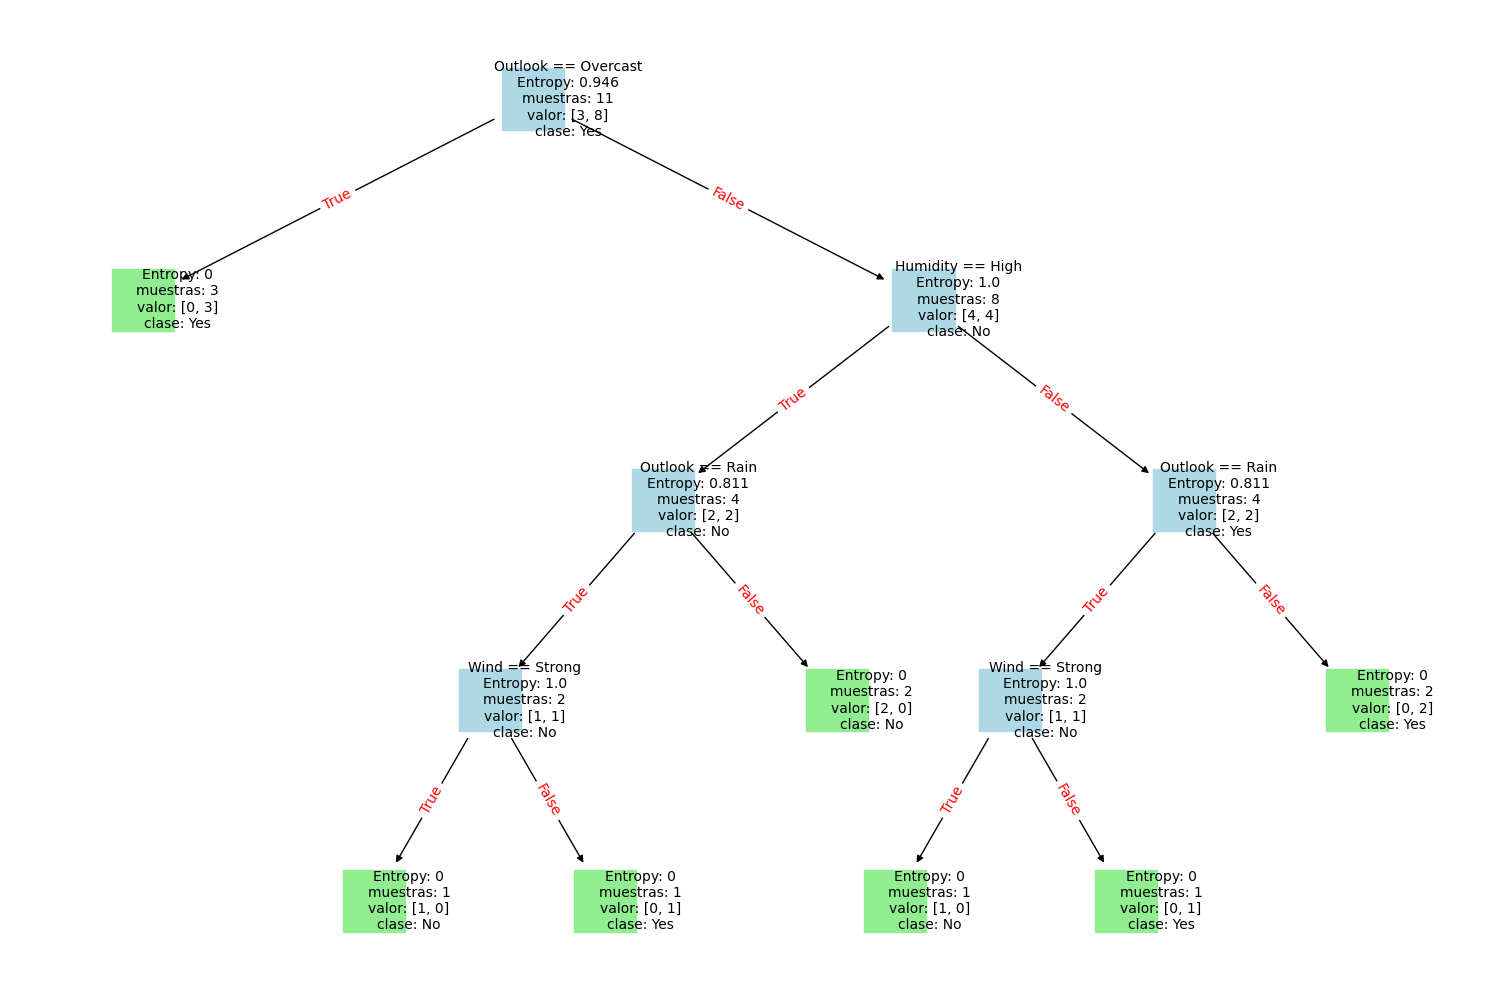 Outlook == Overcast
Entropy: 0.946
muestras: 11
valor: [3, 8]
clase: Yes
True
False
Entropy: 0
muestras: 3
valor: [0, 3]
clase: Yes
Humidity == High
Entropy: 1.0
muestras: 8
valor: [4, 4]
clase: No
True
False
Outlook == Rain
Entropy: 0.811
muestras: 4
valor: [2, 2]
clase: No
Outlook == Rain
Entropy: 0.811
muestras: 4
valor: [2, 2]
clase: Yes
True
False
True
False
Wind == Strong
Entropy: 1.0
muestras: 2
valor: [1, 1]
clase: No
Entropy: 0
muestras: 2
valor: [2, 0]
clase: No
Wind == Strong
Entropy: 1.0
muestras: 2
valor: [1, 1]
clase: No
Entropy: 0
muestras: 2
valor: [0, 2]
clase: Yes
True
False
True
False
Entropy: 0
muestras: 1
valor: [1, 0]
clase: No
Entropy: 0
muestras: 1
valor: [0, 1]
clase: Yes
Entropy: 0
muestras: 1
valor: [1, 0]
clase: No
Entropy: 0
muestras: 1
valor: [0, 1]
clase: Yes